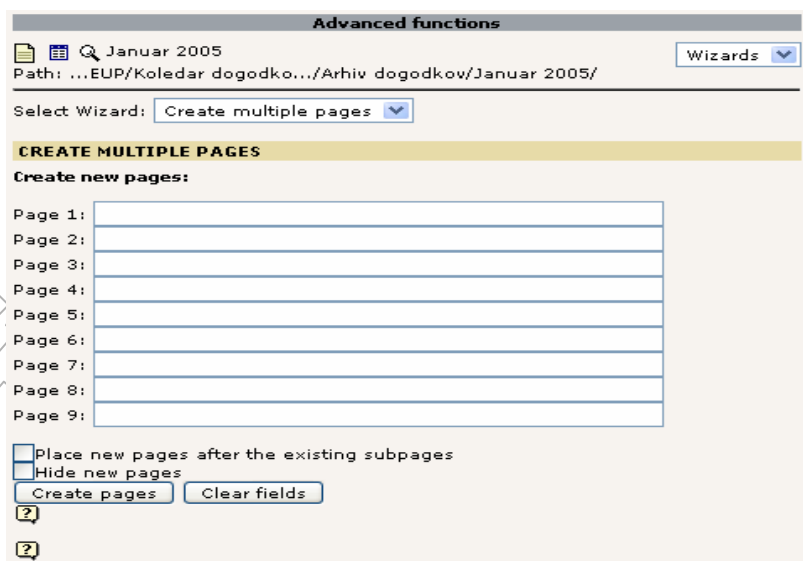 Advanced functions
Januar 2005
Wizards
Path: ...EUP/Koledar dogodko.../Arhiv dogodkov/Januar 2005/
Select Wizard: Create multiple pages
CREATE MULTIPLE PAGES
Create new pages:
Page 1:
Page 2:
Page 3:
Page 4:
Page 5:
Page 6:
Page 7:
Page 8:
Page 9:
Place new pages after the existing subpages
Hide new pages
Create pages Clear fields
?
?